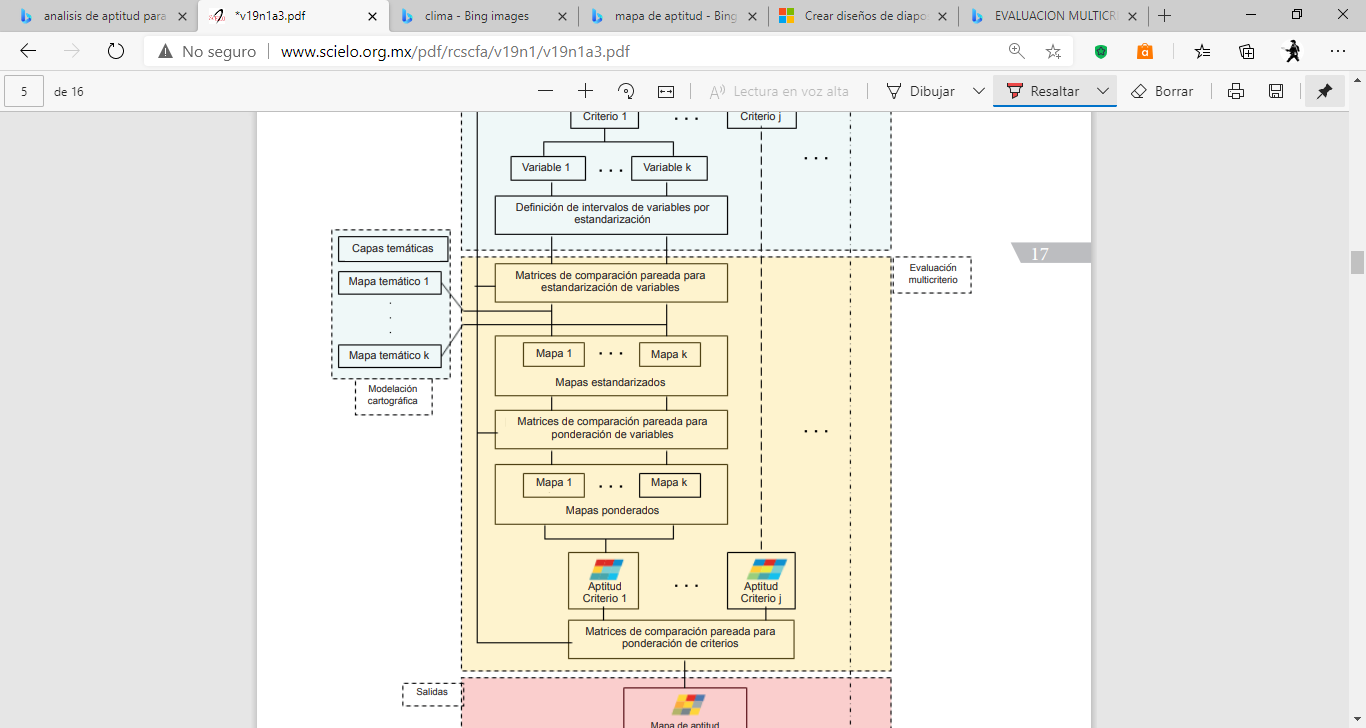 analisis de aptitud para
*v19n1a3.pdf
clima - Bing images
mapa de aptitud - Bing
Crear diseños de diapo
EVALUACION MULTICRI
No seguro
www.scielo.org.mx/pdf/rcscfa/v19n1/v19n1a3.pdf
5
de 16
Lectura en voz alta
Dibujar
Resaltar
Borrar
Criterio 1
. . .
Criterio j
Variable 1
. . .
Variable k
. . .
Definición de intervalos de variables por
estandarización
Capas temáticas
Mapa temático 1
.
.
.
Mapa temático k
Modelación
cartográfica
17
Evaluación
multicriterio
Matrices de comparación pareada para
estandarización de variables
Mapa 1
. . .
Mapa k
Mapas estandarizados
Matrices de comparación pareada para
ponderación de variables
. . .
Mapa 1
. . .
Mapa k
Mapas ponderados
Aptitud
Criterio 1
. . .
Aptitud
Criterio j
Matrices de comparación pareada para
ponderación de criterios
Salidas
Mapa de aptitud